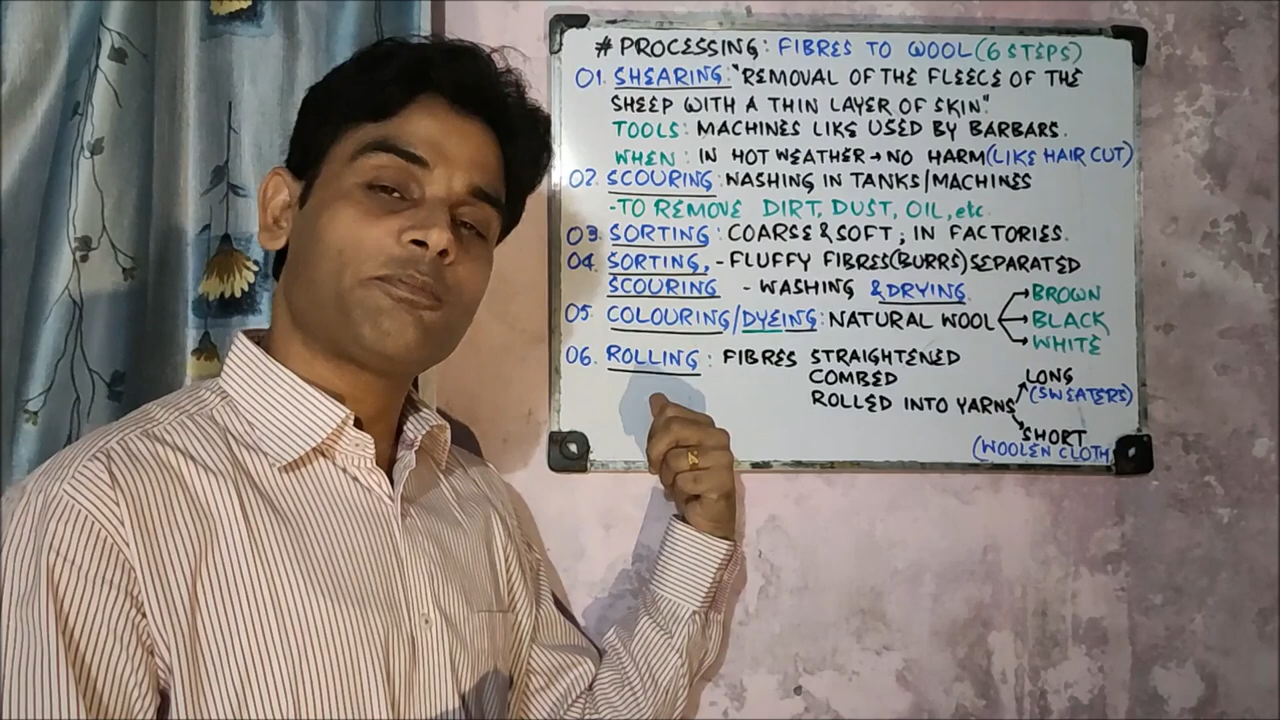 # PROCESSING: FIBRES TO WOOL (6 STEPS)
01. SHEARING: "REMOVAL OF THE FLEECE OF THE
SHEEP WITH A THIN LAYER OF SKIN"
TOOLS: MACHINES LIKE USED BY BARBARS.
WHEN: IN HOT WEATHER → NO HARM (LIKE HAIR CUT)
02. SCOURING: WASHING IN TANKS/MACHINES
-TO REMOVE DIRT, DUST, OIL, etc.
03. SORTING: COARSE & SOFT; IN FACTORIES.
04. SORTING, - FLUFFY FIBRES (BURRS) SEPARATED
SCOURING - WASHING & DRYING
05. COLOURING/DYEING: NATURAL WOOL → BROWN
→ BLACK
→ WHITE
06. ROLLING: FIBRES STRAIGHTENED
COMBED
ROLLED INTO YARNS → LONG
(SWEATERS)
→ SHORT
(WOOLEN CLOTH